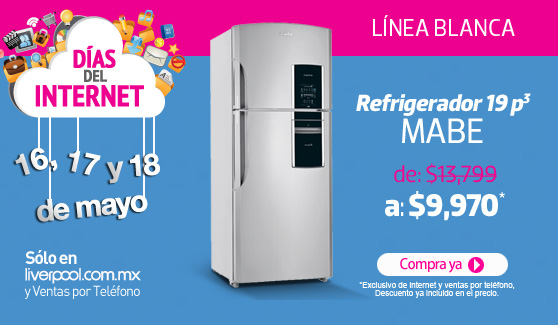 DÍAS
DEL
INTERNET
16, 17 y 18
de mayo
Sólo en
liverpool.com.mx
y Ventas por Teléfono
LÍNEA BLANCA
Refrigerador 19 p³
MABE
de: $13,799
a: $9,970*
Compra ya
*Exclusivo de Internet y ventas por teléfono,
Descuento ya incluido en el precio.